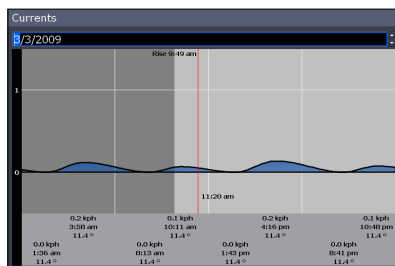 Currents
3/3/2009
Rise 9:49 am
1
0
11:20 am
0.2 kph
3:58 am
11.4°
0.1 kph
10:11 am
11.4°
0.2 kph
4:16 pm
11.4°
0.1 kph
10:48 pm
11.4°
0.0 kph
1:36 am
11.4°
0.0 kph
8:13 am
11.4°
0.0 kph
1:43 pm
11.4°
0.0 kph
8:41 pm
11.4°